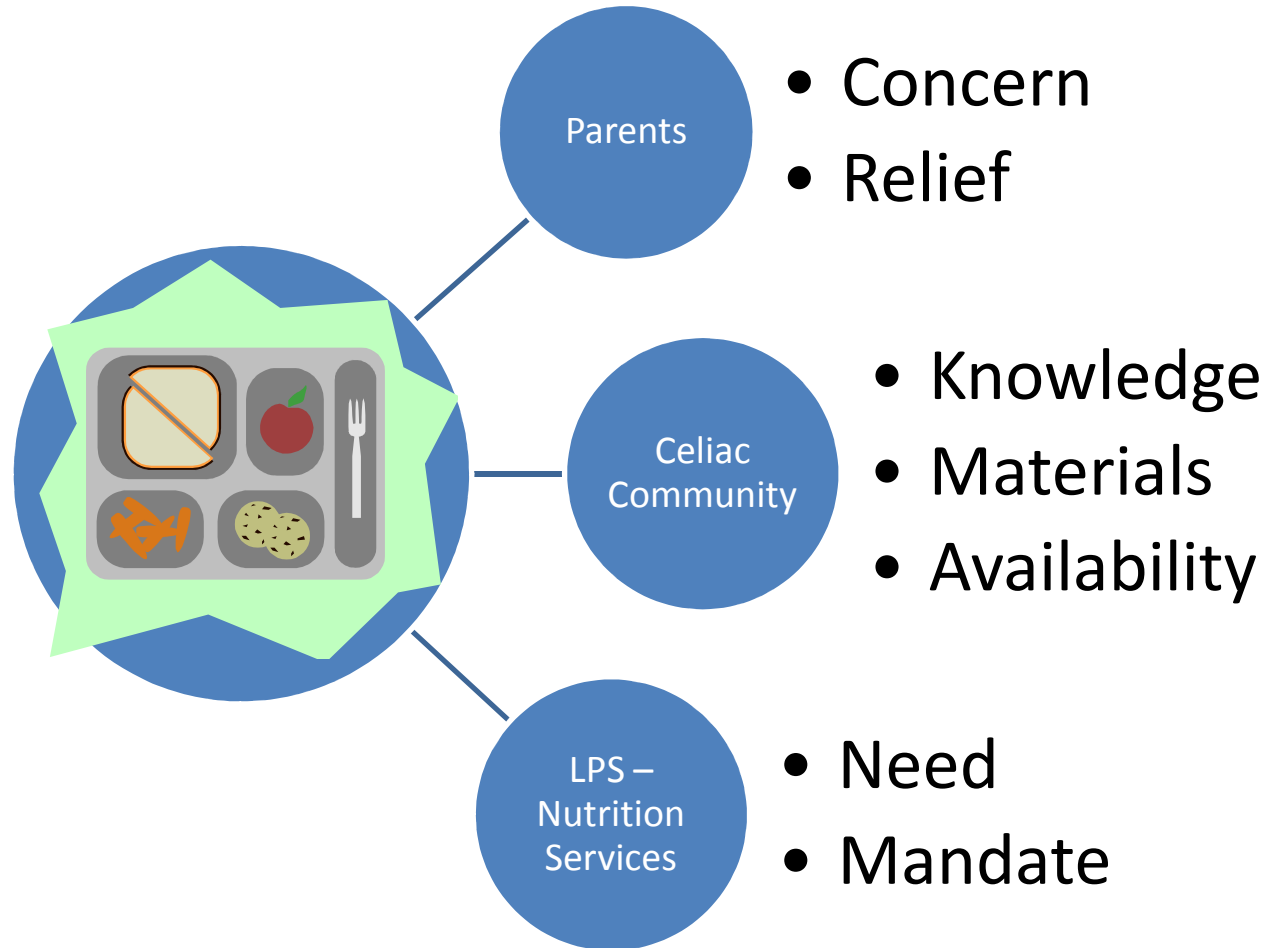 Parents
• Concern
• Relief
Celiac
Community
• Knowledge
• Materials
• Availability
LPS –
Nutrition
Services
• Need
• Mandate